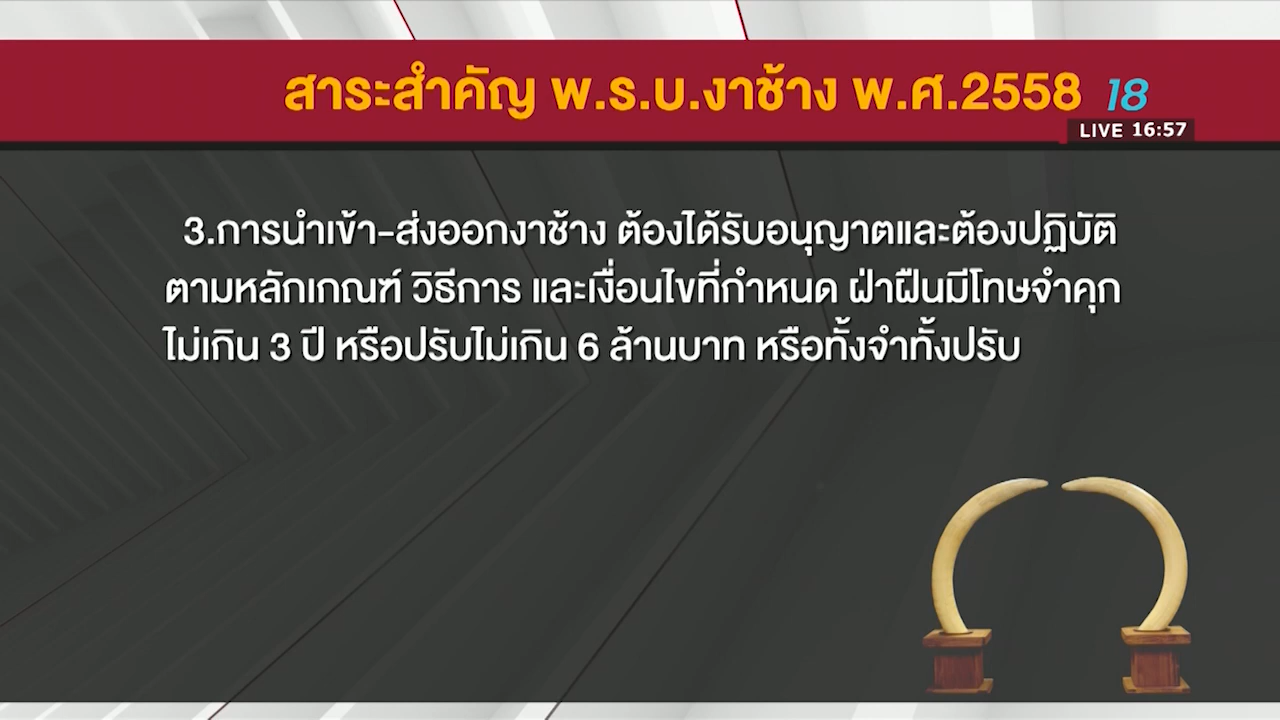 สาระสำคัญ พ.ร.บ.งาช้าง พ.ศ.2558
18
LIVE 16:57
3.การนำเข้า-ส่งออกงาช้าง ต้องได้รับอนุญาตและต้องปฏิบัติ
ตามหลักเกณฑ์ วิธีการ และเงื่อนไขที่กำหนด ฝ่าฝืนมีโทษจำคุก
ไม่เกิน 3 ปี หรือปรับไม่เกิน 6 ล้านบาท หรือทั้งจำทั้งปรับ